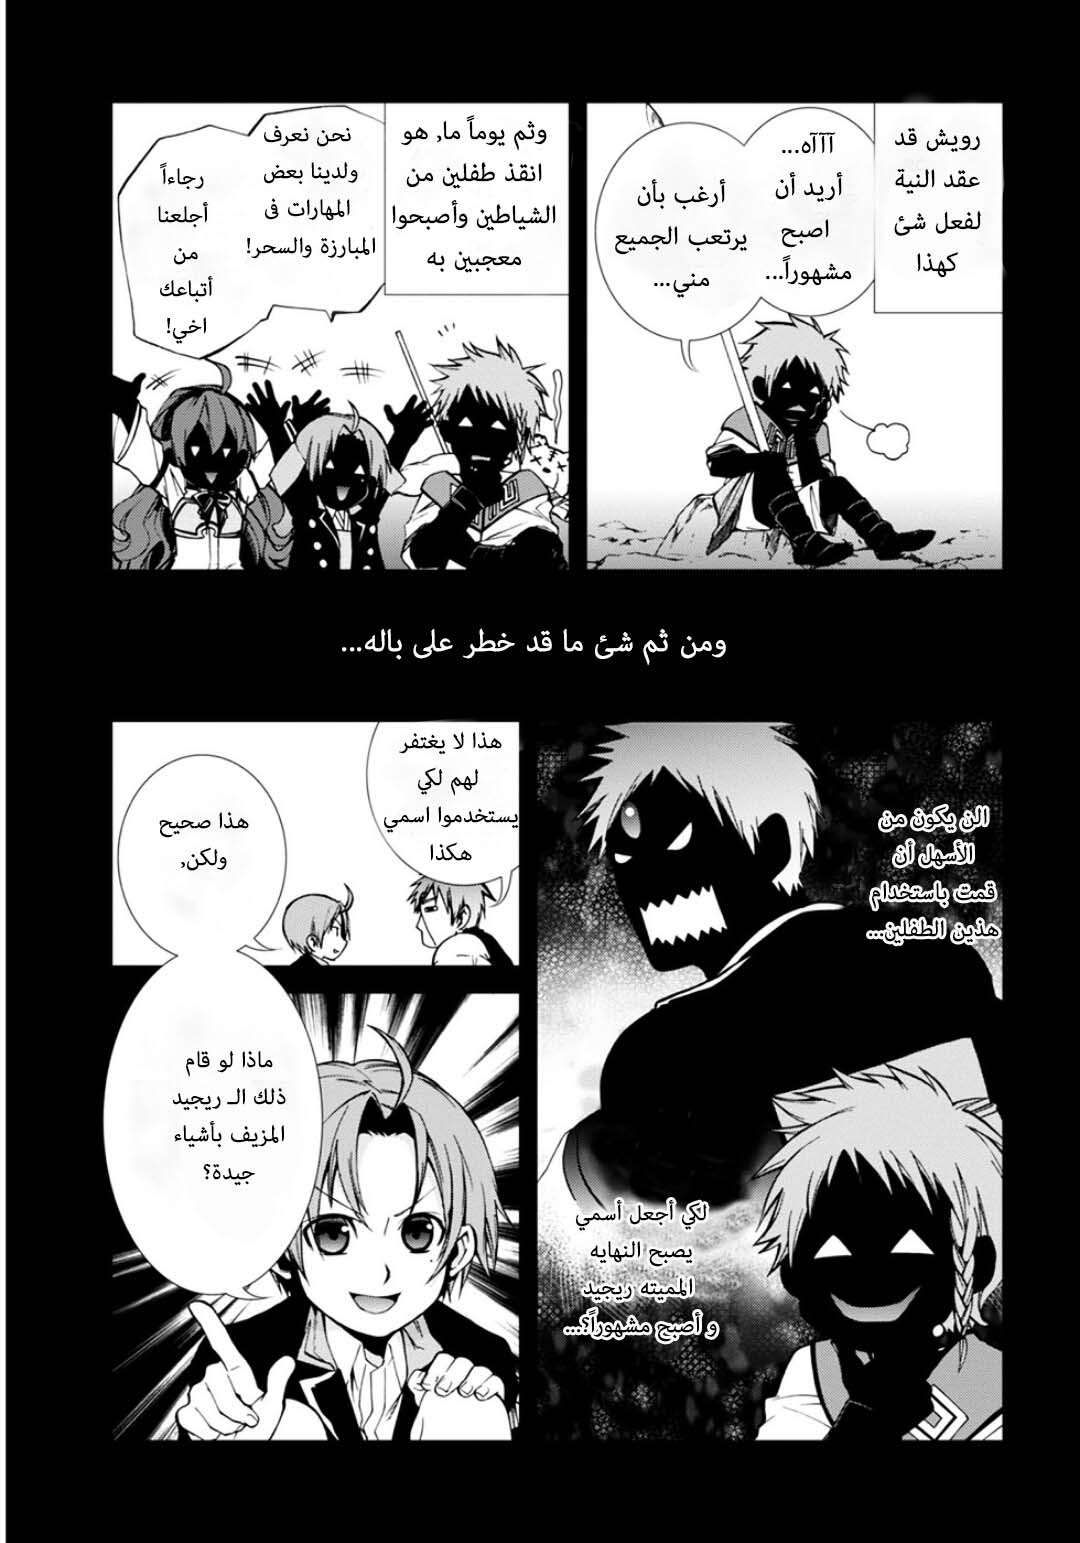 رويش قد
عقد النية
لفعل شئ
كهذا
آآآه...
أريد أن
اصبح
مشهوراً...
أرغب بأن
يرتعب الجميع
مني...
وثم يوماً ما, هو
انقذ طفلين من
الشياطين وأصبحوا
معجبين به
نحن نعرف
ولدينا بعض
المهارات فى
المبارزة والسحر!
رجاءاً
أجلعنا
من
أتباعك
اخي!
ومن ثم شئ ما قد خطر على باله...
الن يكون من
الأسهل أن
قمت باستخدام
هذين الطفلين...
لكي أجعل أسمي
يصبح النهايه
المميته ريجيد
و أصبح مشهوراً؟...
هذا لا يغتفر
لهم لكي
يستخدموا اسمي
هكذا
هذا صحيح
ولكن,
ماذا لو قام
ذلك الـ ريجيد
المزيف بأشياء
جيدة؟